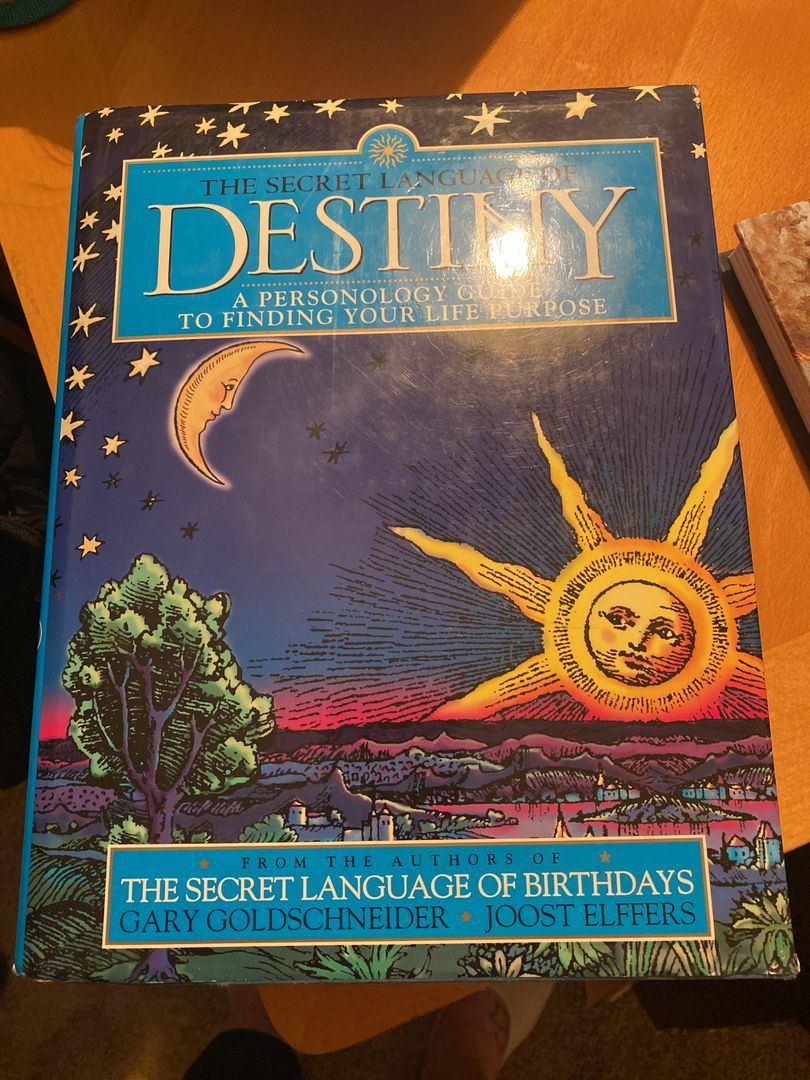 THE SECRET LANGUAGE OF
DESTINY
A PERSONOLOGY GUIDE
TO FINDING YOUR LIFE PURPOSE
FROM THE AUTHORS OF
THE SECRET LANGUAGE OF BIRTHDAYS
GARY GOLDSCHNEIDER * JOOST ELFFERS